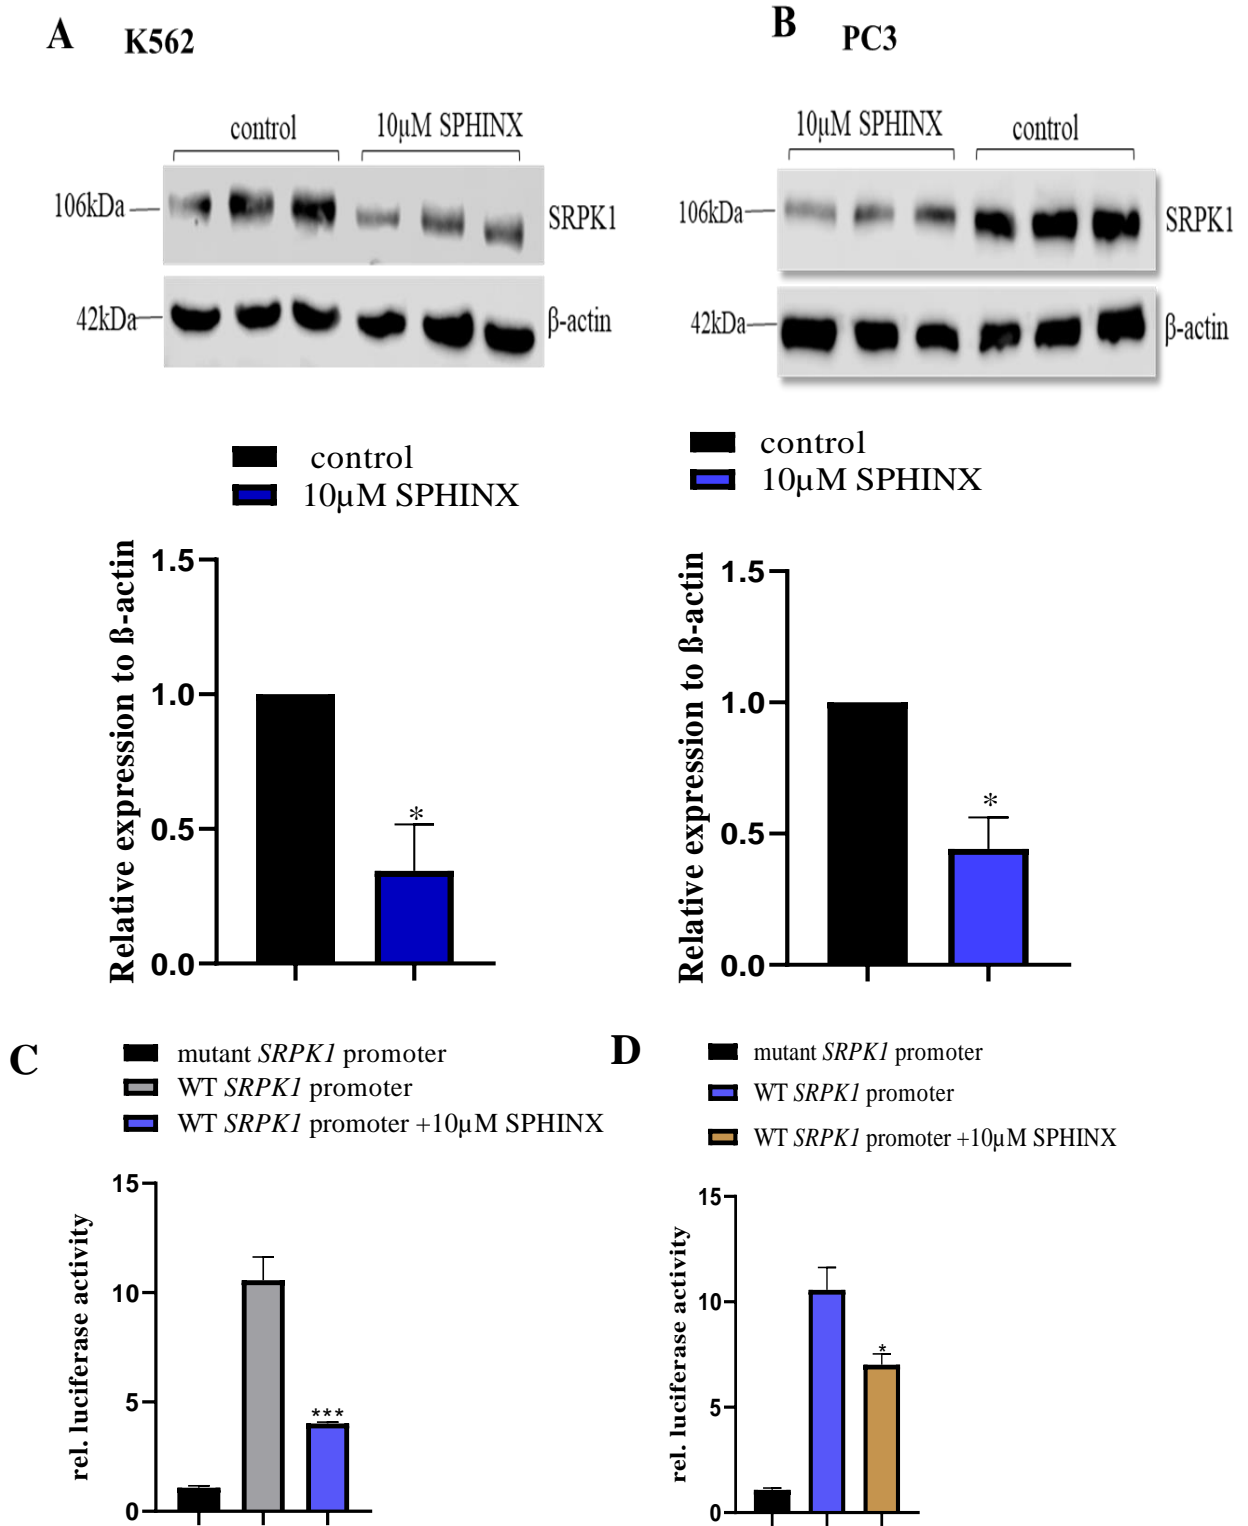 A K562
control 10µM SPHINX
106kDa SRPK1
42kDa β-actin
control
10µM SPHINX
Relative expression to ß-actin
1.5
1.0
*
0.5
0.0
B PC3
10µM SPHINX control
106kDa SRPK1
42kDa β-actin
control
10µM SPHINX
Relative expression to ß-actin
1.5
1.0
*
0.5
0.0
C
mutant SRPK1 promoter
WT SRPK1 promoter
WT SRPK1 promoter +10µM SPHINX
rel. luciferase activity
15
10
5
***
0
D
mutant SRPK1 promoter
WT SRPK1 promoter
WT SRPK1 promoter +10µM SPHINX
rel. luciferase activity
15
10
*
5
0